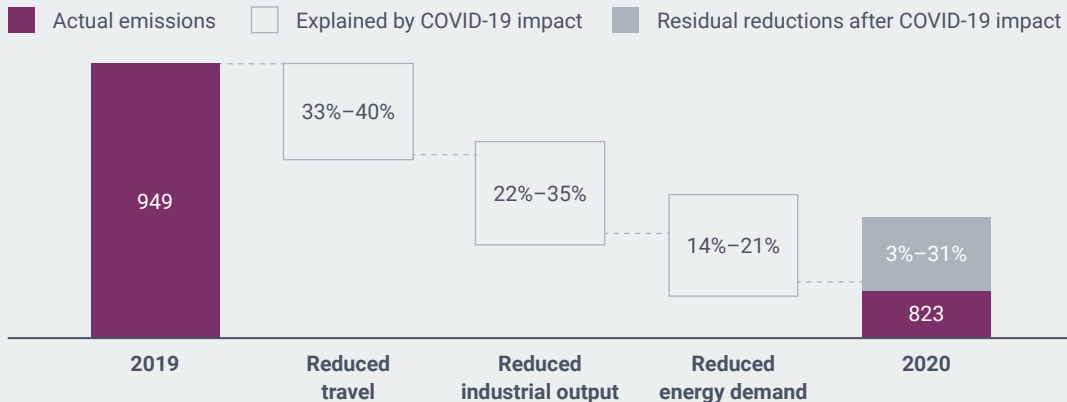 Actual emissions
Explained by COVID-19 impact
Residual reductions after COVID-19 impact
33%–40%
949
22%–35%
14%–21%
3%–31%
823
2019
Reduced
travel
Reduced
industrial output
Reduced
energy demand
2020